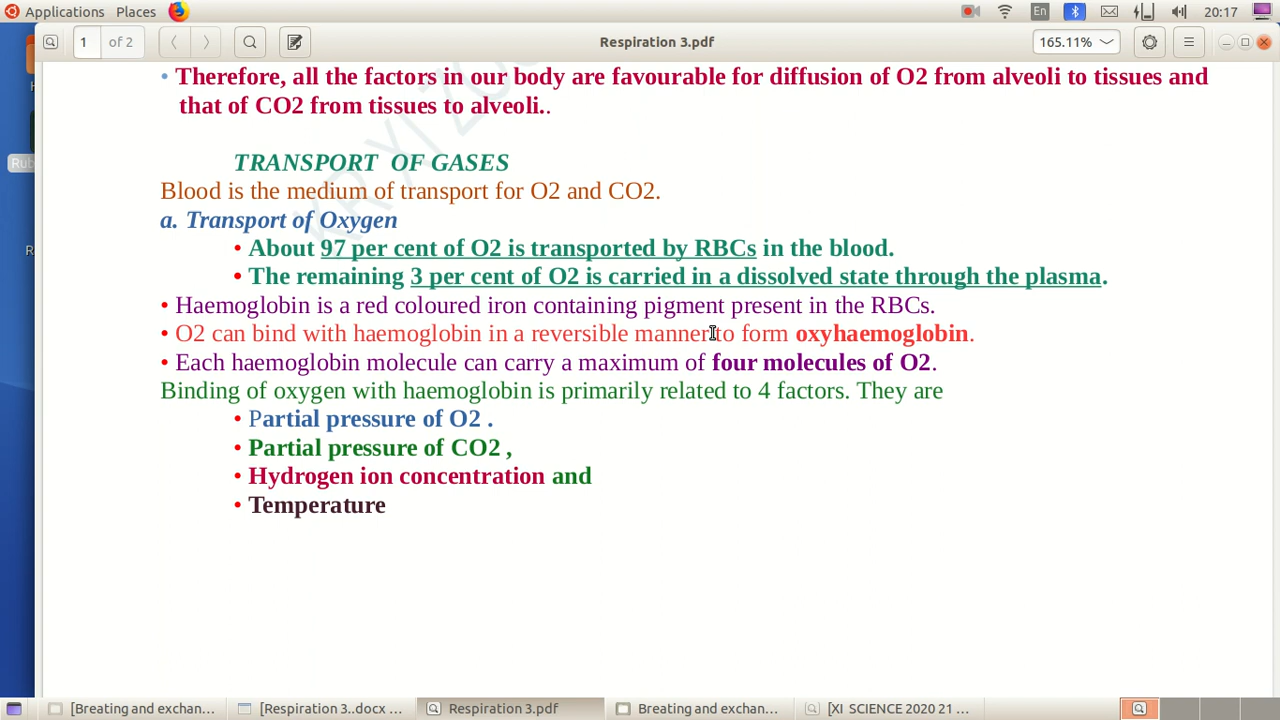 Applications Places En 20:17
1 of 2 Respiration 3.pdf 165.11%
• Therefore, all the factors in our body are favourable for diffusion of O2 from alveoli to tissues and
that of CO2 from tissues to alveoli..
TRANSPORT OF GASES
Blood is the medium of transport for O2 and CO2.
a. Transport of Oxygen
• About 97 per cent of O2 is transported by RBCs in the blood.
• The remaining 3 per cent of O2 is carried in a dissolved state through the plasma.
• Haemoglobin is a red coloured iron containing pigment present in the RBCs.
• O2 can bind with haemoglobin in a reversible manner to form oxyhaemoglobin.
• Each haemoglobin molecule can carry a maximum of four molecules of O2.
Binding of oxygen with haemoglobin is primarily related to 4 factors. They are
• Partial pressure of O2 .
• Partial pressure of CO2 ,
• Hydrogen ion concentration and
• Temperature
[Breating and exchan... [Respiration 3..docx ... Respiration 3.pdf Breating and exchan... [XI SCIENCE 2020 21 ...